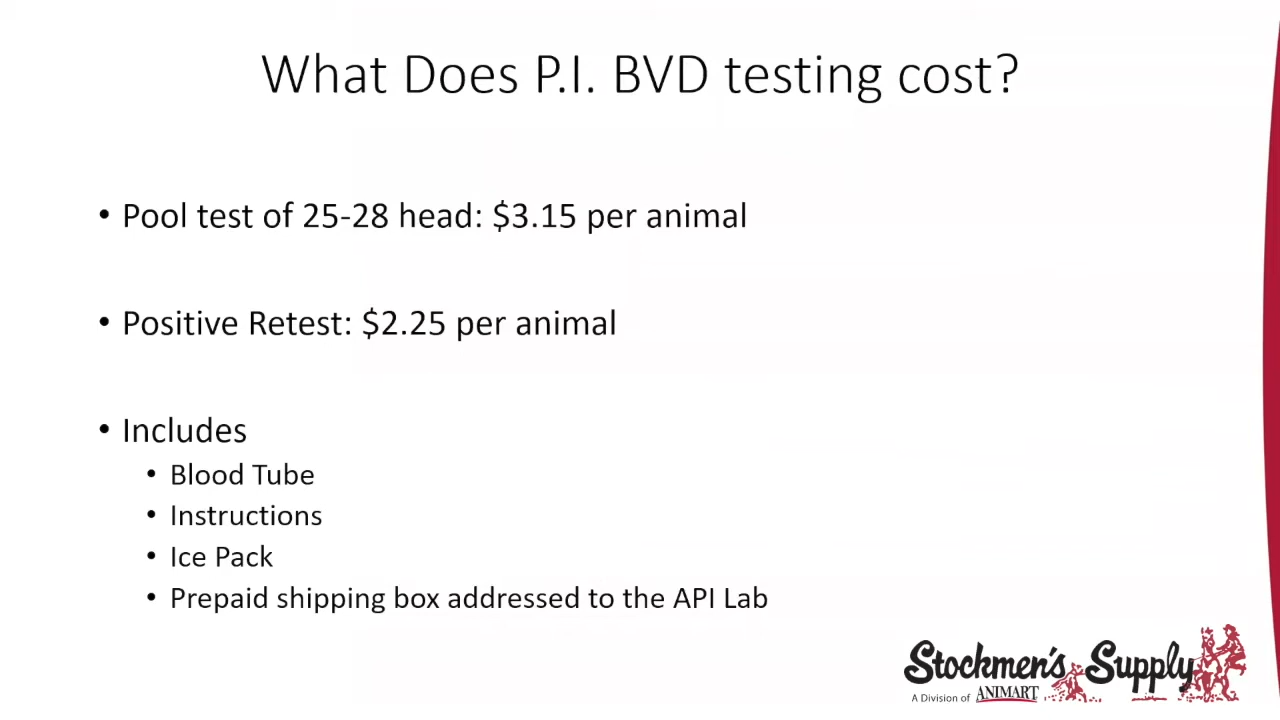 What Does P.I. BVD testing cost?
• Pool test of 25-28 head: $3.15 per animal
• Positive Retest: $2.25 per animal
• Includes
• Blood Tube
• Instructions
• Ice Pack
• Prepaid shipping box addressed to the API Lab
Stockmen's Supply
A Division of ANIMART